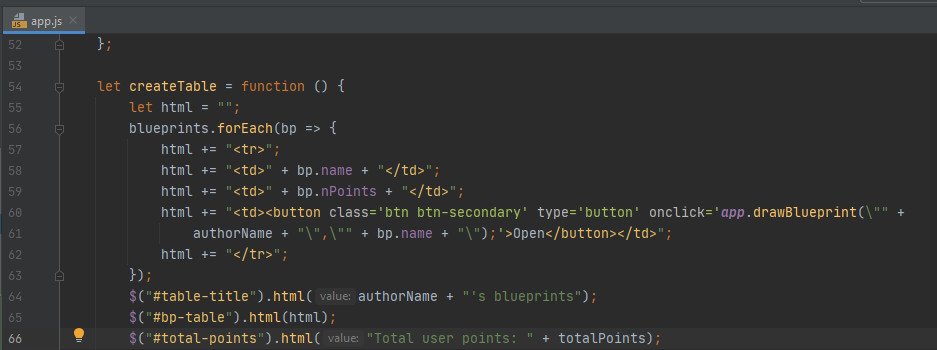 JS app.js ×
52 };
53
54 let createTable = function () {
55 let html = "";
56 blueprints.forEach(bp => {
57 html += "<tr>";
58 html += "<td>" + bp.name + "</td>";
59 html += "<td>" + bp.nPoints + "</td>";
60 html += "<td><button class='btn btn-secondary' type='button' onclick='app.drawBlueprint(\"" +
61 authorName + "\",\"" + bp.name + "\");'>Open</button></td>";
62 html += "</tr>";
63 });
64 $("#table-title").html( value: authorName + "'s blueprints");
65 $("#bp-table").html(html);
66 $("#total-points").html( value: "Total user points: " + totalPoints);